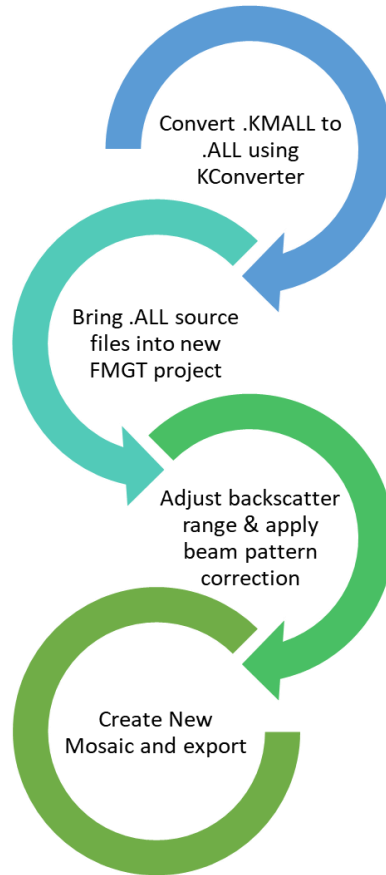 Convert .KMALL to
.ALL using
KConverter
Bring .ALL source
files into new
FMGT project
Adjust backscatter
range & apply
beam pattern
correction
Create New
Mosaic and export